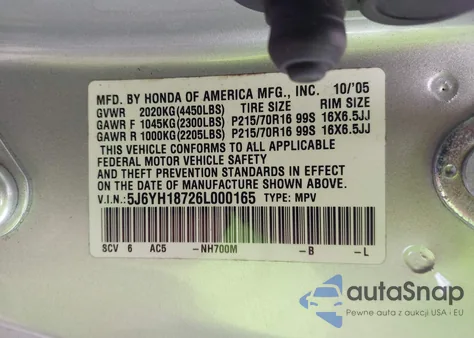 MFD. BY HONDA OF AMERICA MFG., INC. 10/'05
GVWR 2020KG(4450LBS) TIRE SIZE RIM SIZE
GAWR F 1045KG(2300LBS) P215/70R16 99S 16X6.5JJ
GAWR R 1000KG(2205LBS) P215/70R16 99S 16X6.5JJ
THIS VEHICLE CONFORMS TO ALL APPLICABLE
FEDERAL MOTOR VEHICLE SAFETY
AND THEFT PREVENTION STANDARDS IN EFFECT
ON THE DATE OF MANUFACTURE SHOWN ABOVE.
V.I.N.: 5J6YH18726L000165 TYPE: MPV
SCV 6 AC5 -NH700M -B -L
autoSnap
Pewne auta z aukcji USA i EU